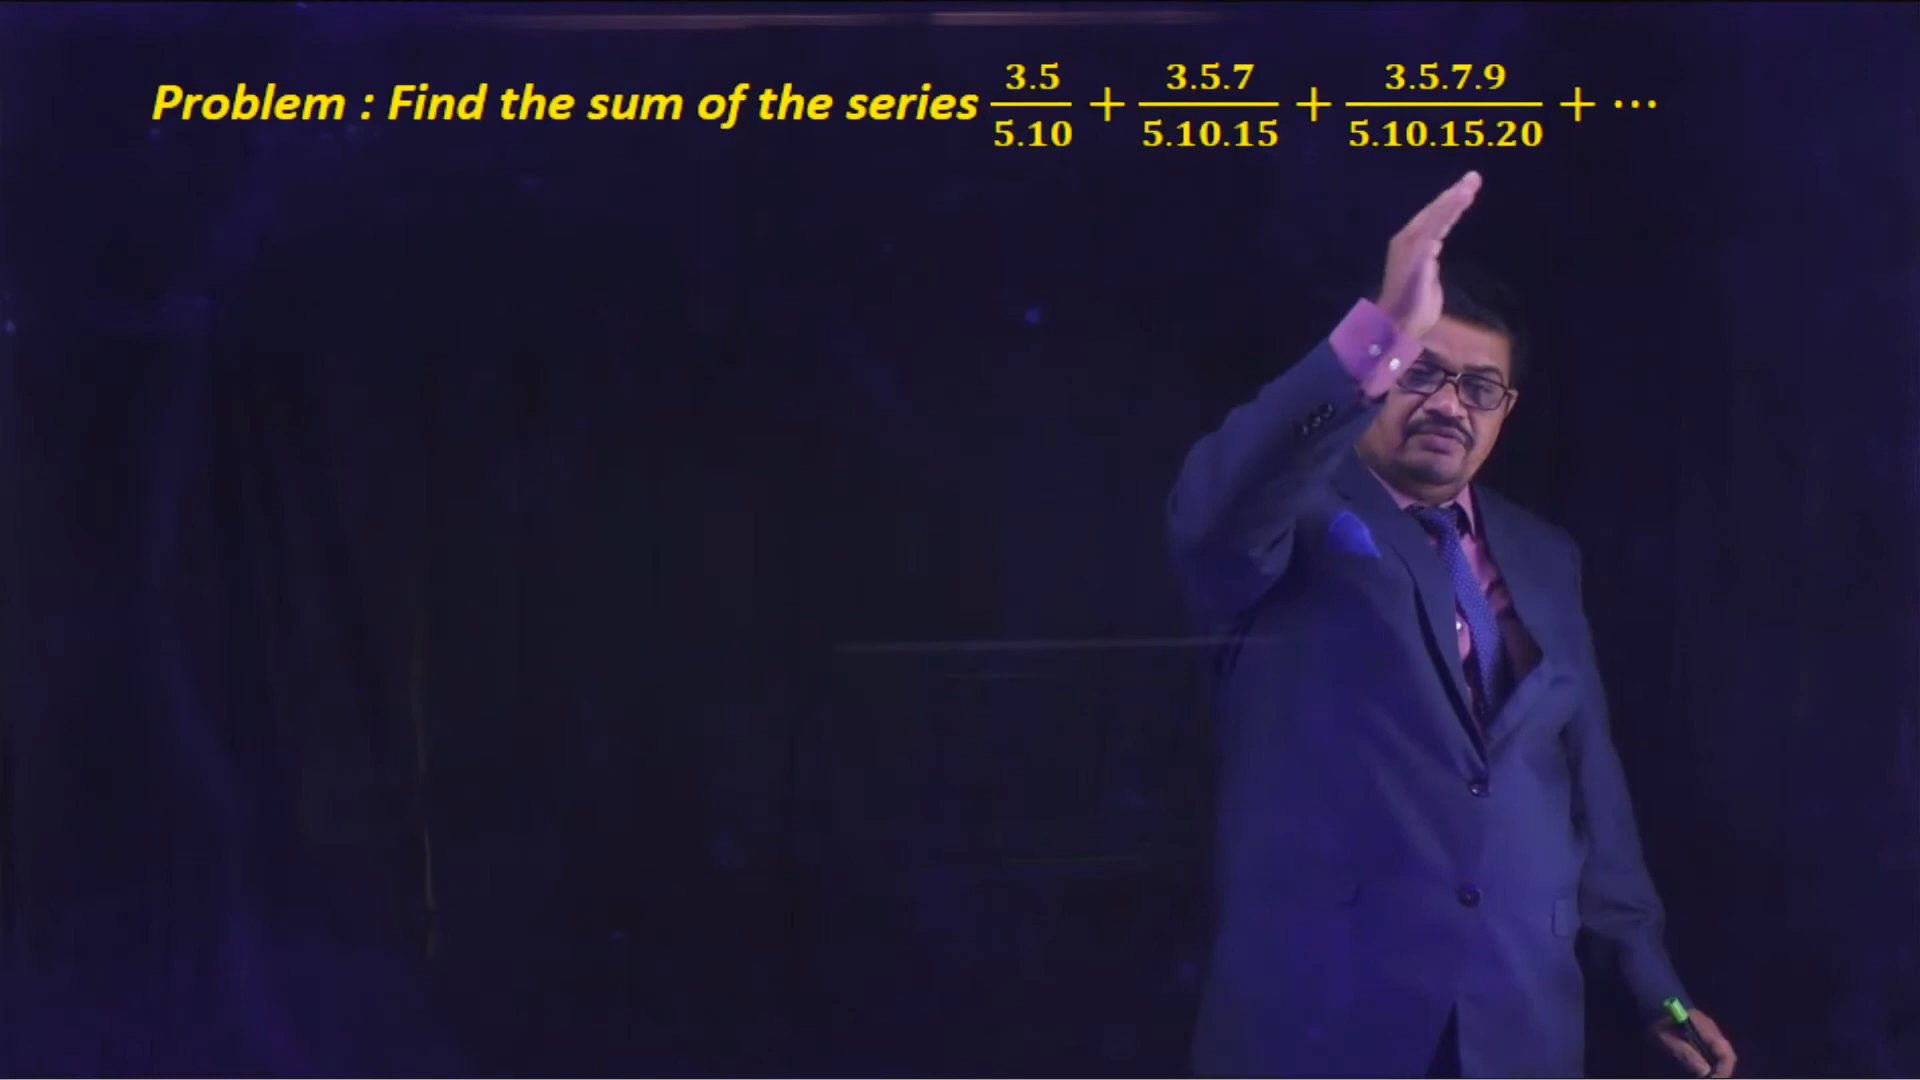 Problem : Find the sum of the series 3.5/5.10 + 3.5.7/5.10.15 + 3.5.7.9/5.10.15.20 + ⋯